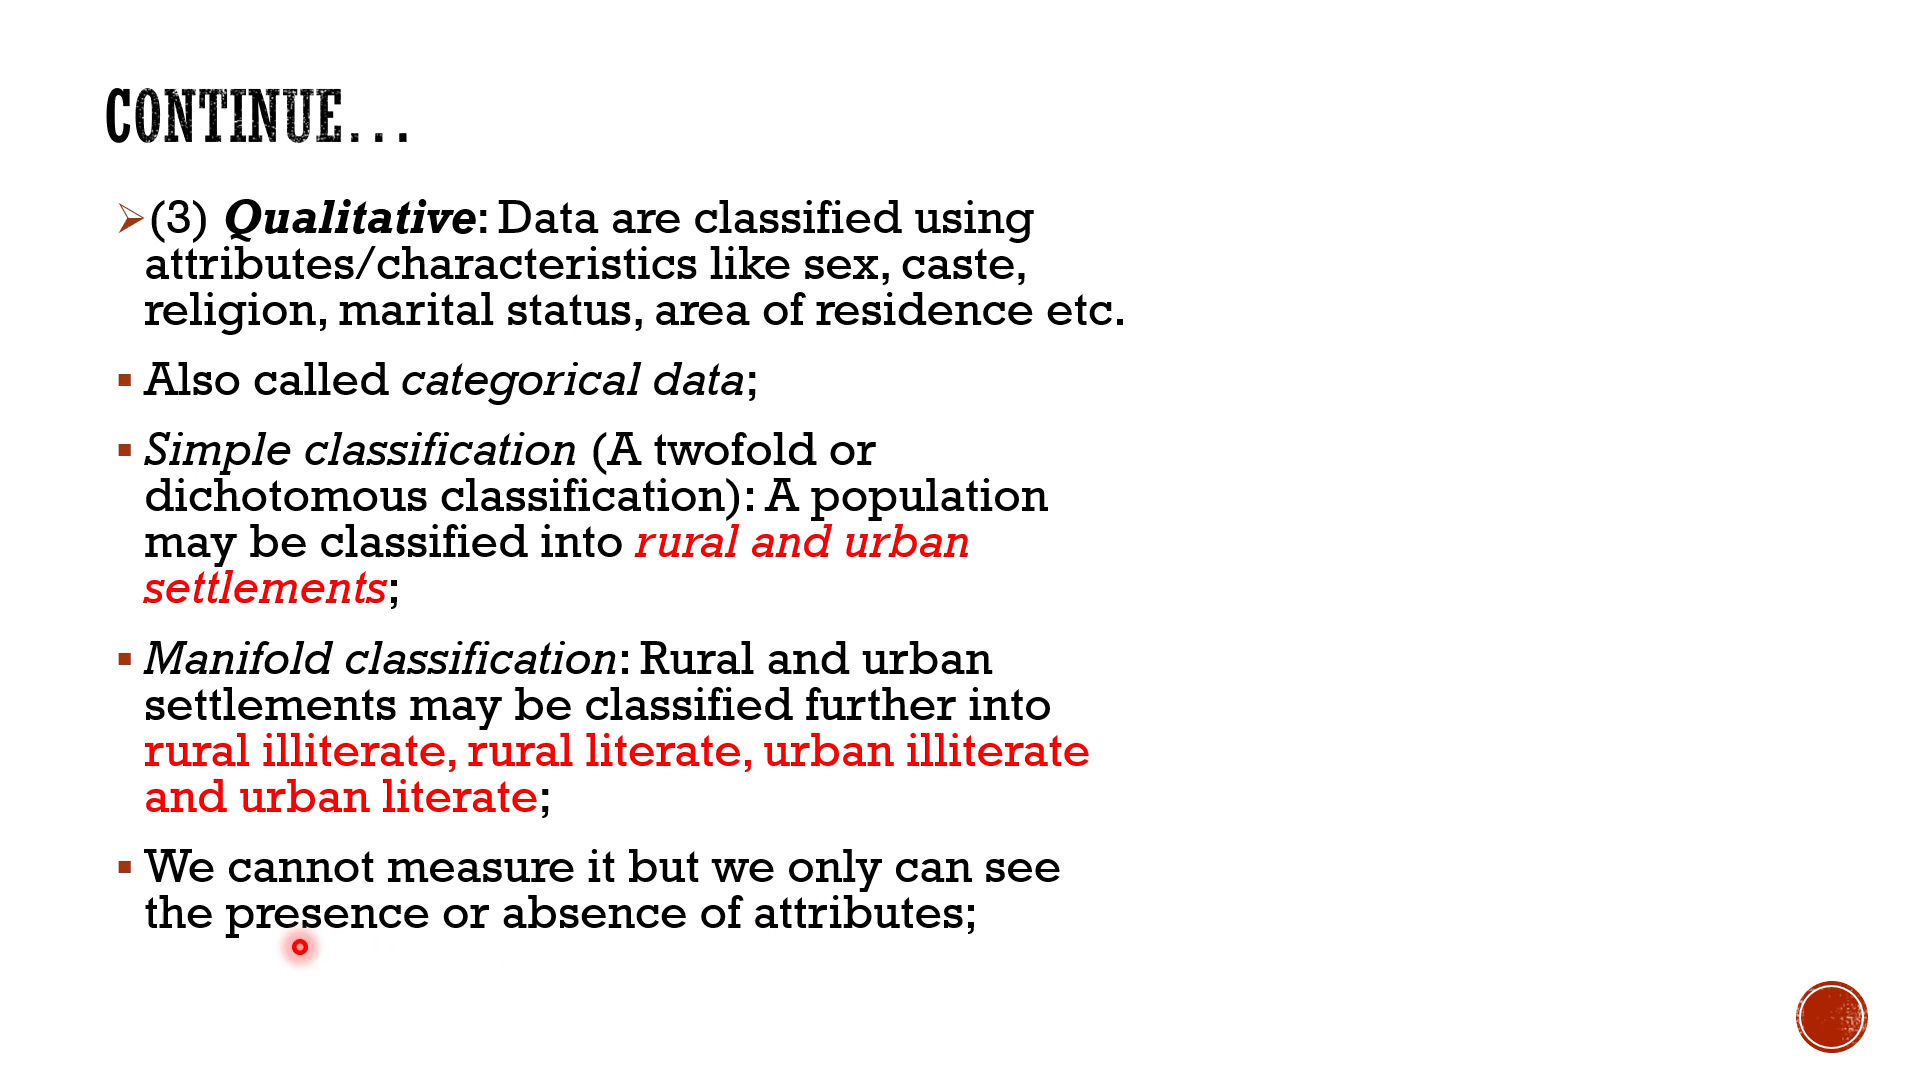 CONTINUE...
(3) Qualitative: Data are classified using
attributes/characteristics like sex, caste,
religion, marital status, area of residence etc.
Also called categorical data;
Simple classification (A twofold or
dichotomous classification): A population
may be classified into rural and urban
settlements;
Manifold classification: Rural and urban
settlements may be classified further into
rural illiterate, rural literate, urban illiterate
and urban literate;
We cannot measure it but we only can see
the presence or absence of attributes;